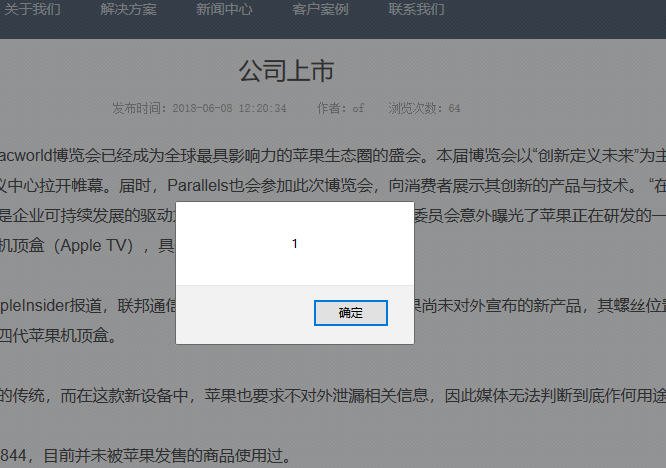 关于我们 解决方案 新闻中心 客户案例 联系我们
公司上市
发布时间：2018-06-08 12:20:34 作者：of 浏览次数：64
acworld博览会已经成为全球最具影响力的苹果生态圈的盛会。本届博览会以“创新定义未来”为主
议中心拉开帷幕。届时，Parallels也会参加此次博览会，向消费者展示其创新的产品与技术。 “在
是企业可持续发展的驱动 委员会意外曝光了苹果正在研发的一
机顶盒（Apple TV），具
1
pleInsider报道，联邦通信 果尚未对外宣布的新产品，其螺丝位置
确定
四代苹果机顶盒。
的传统，而在这款新设备中，苹果也要求不对外泄漏相关信息，因此媒体无法判断到底作何用途
844，目前并未被苹果发售的商品使用过。